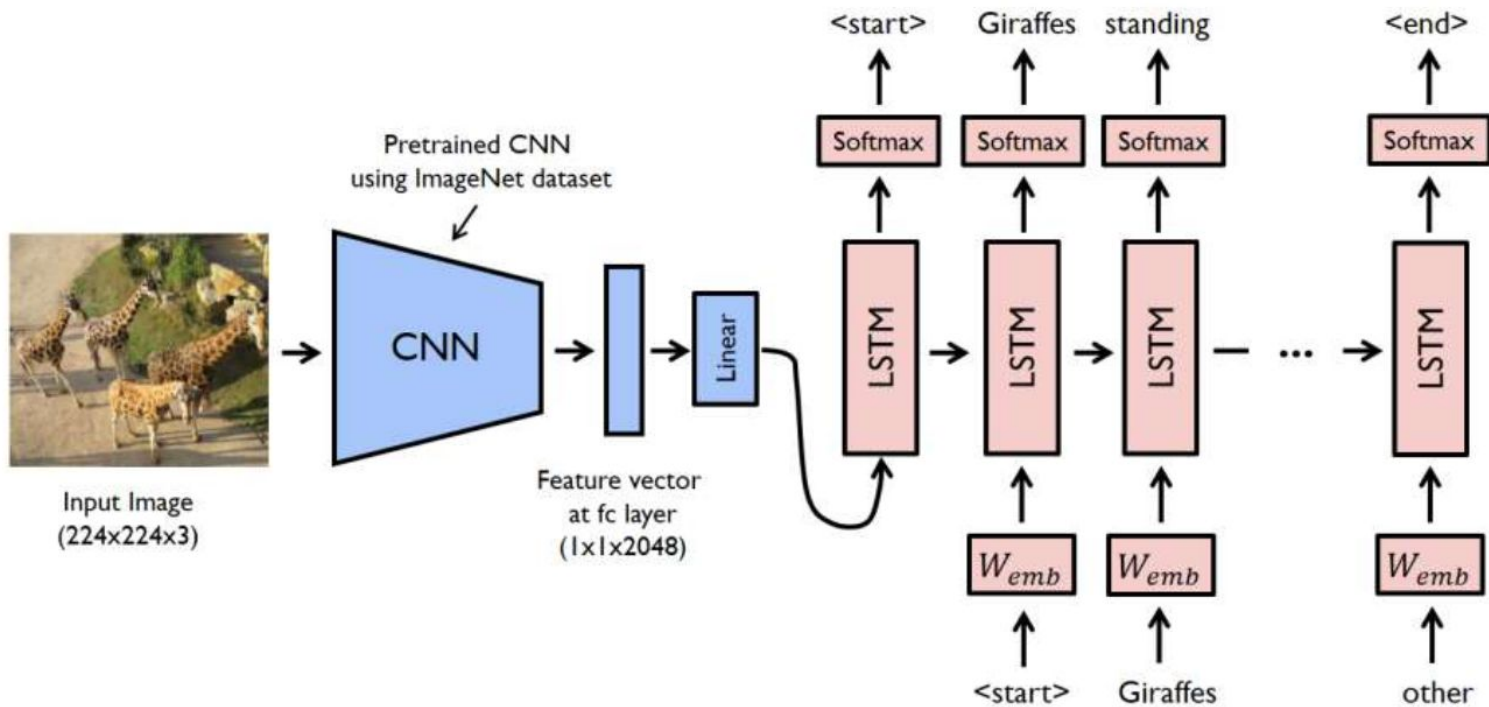 <start> Giraffes standing <end>
Softmax Softmax Softmax Softmax
Pretrained CNN
using ImageNet dataset
CNN
Linear
LSTM LSTM LSTM ... LSTM
Input Image
(224x224x3)
Feature vector
at fc layer
(1x1x2048)
W_emb W_emb W_emb
<start> Giraffes other